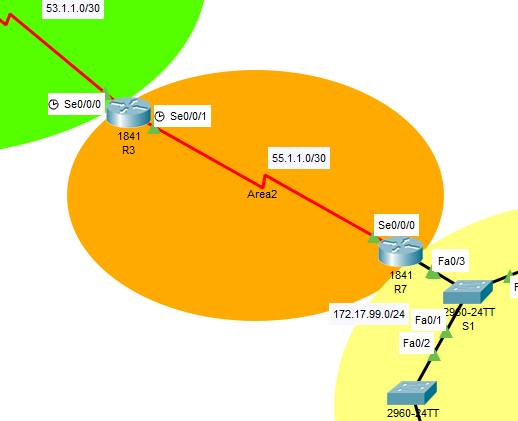 53.1.1.0/30
Se0/0/0
Se0/0/1
1841
R3
55.1.1.0/30
Area2
Se0/0/0
Fa0/3
1841
R7
2960-24TT
S1
172.17.99.0/24
Fa0/1
Fa0/2
2960-24TT